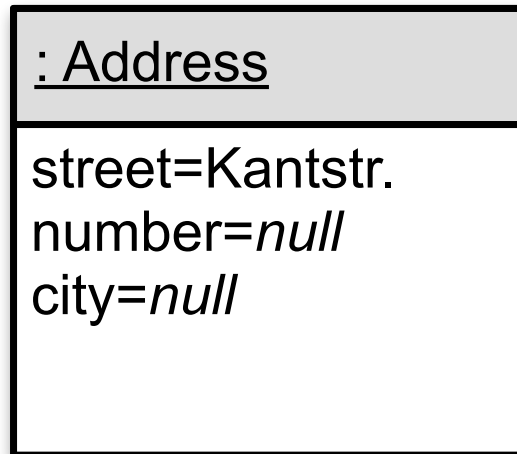 : Address
street=Kantstr.
number=null
city=null